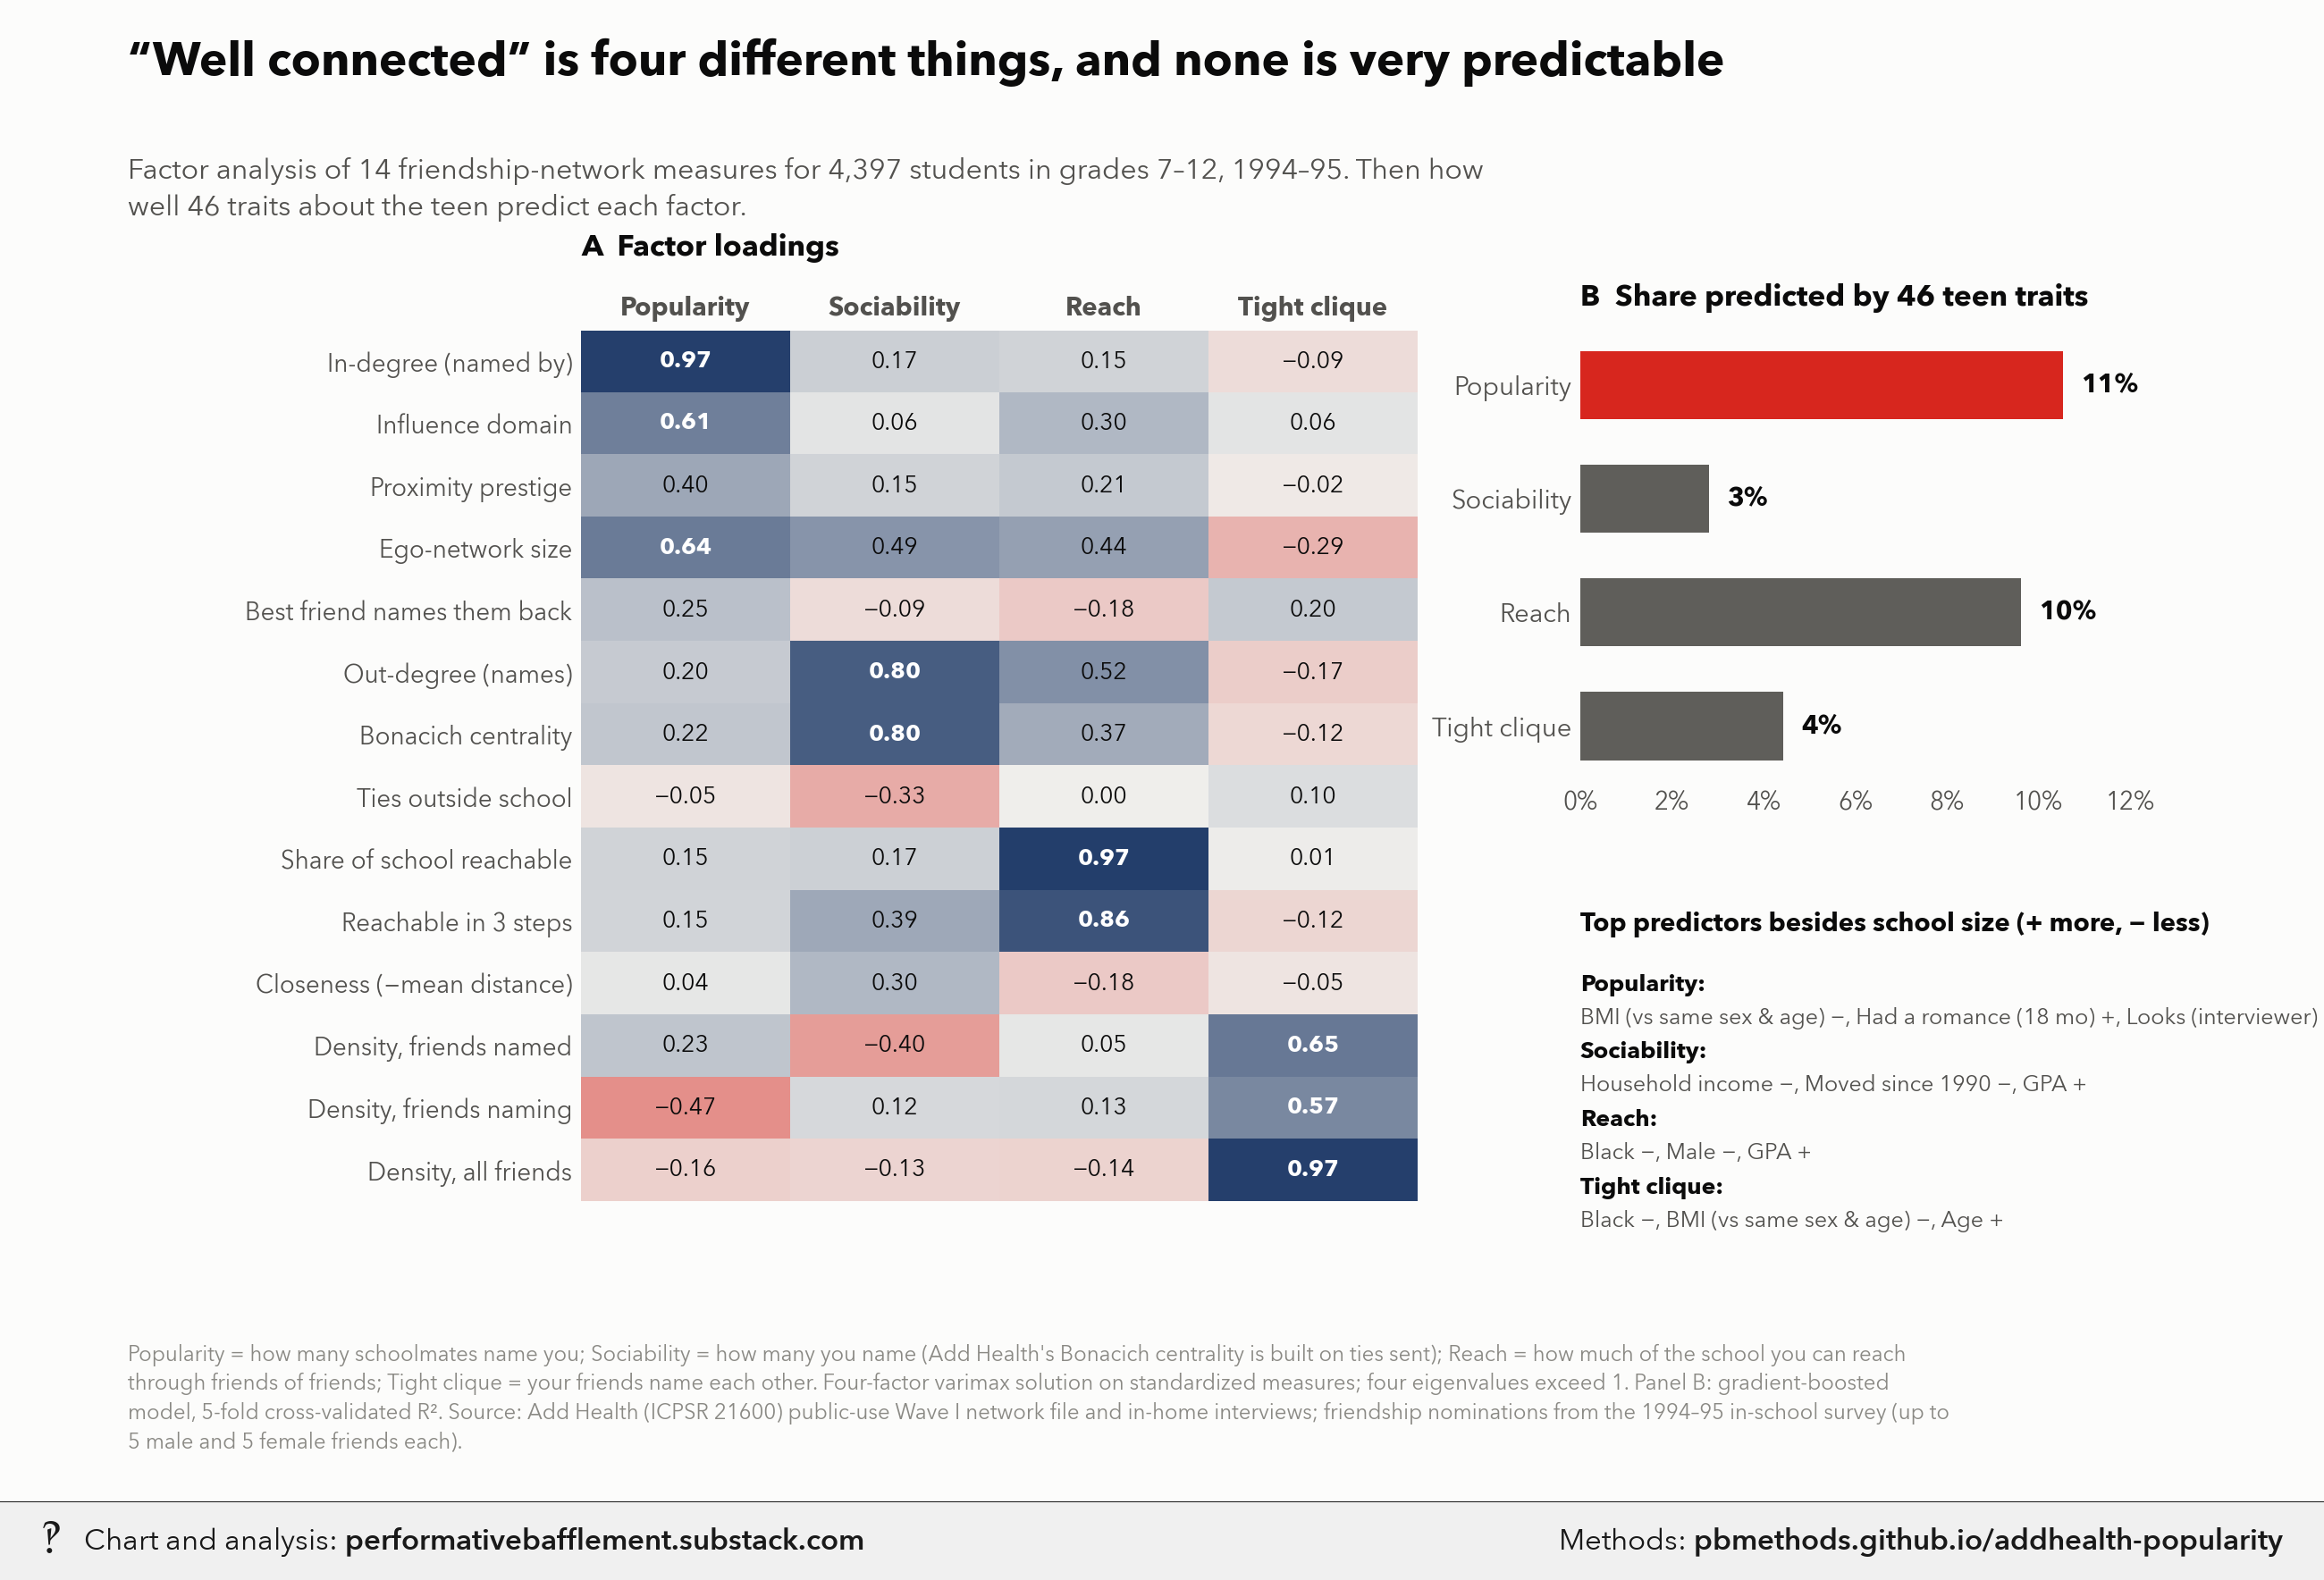 “Well connected” is four different things, and none is very predictable
Factor analysis of 14 friendship-network measures for 4,397 students in grades 7–12, 1994–95. Then how
well 46 traits about the teen predict each factor.
A Factor loadings
Popularity Sociability Reach Tight clique
In-degree (named by) 0.97 0.17 0.15 −0.09
Influence domain 0.61 0.06 0.30 0.06
Proximity prestige 0.40 0.15 0.21 −0.02
Ego-network size 0.64 0.49 0.44 −0.29
Best friend names them back 0.25 −0.09 −0.18 0.20
Out-degree (names) 0.20 0.80 0.52 −0.17
Bonacich centrality 0.22 0.80 0.37 −0.12
Ties outside school −0.05 −0.33 0.00 0.10
Share of school reachable 0.15 0.17 0.97 0.01
Reachable in 3 steps 0.15 0.39 0.86 −0.12
Closeness (−mean distance) 0.04 0.30 −0.18 −0.05
Density, friends named 0.23 −0.40 0.05 0.65
Density, friends naming −0.47 0.12 0.13 0.57
Density, all friends −0.16 −0.13 −0.14 0.97
B Share predicted by 46 teen traits
Popularity 11%
Sociability 3%
Reach 10%
Tight clique 4%
0% 2% 4% 6% 8% 10% 12%
Top predictors besides school size (+ more, − less)
Popularity:
BMI (vs same sex & age) −, Had a romance (18 mo) +, Looks (interviewer)
Sociability:
Household income −, Moved since 1990 −, GPA +
Reach:
Black −, Male −, GPA +
Tight clique:
Black −, BMI (vs same sex & age) −, Age +
Popularity = how many schoolmates name you; Sociability = how many you name (Add Health's Bonacich centrality is built on ties sent); Reach = how much of the school you can reach
through friends of friends; Tight clique = your friends name each other. Four-factor varimax solution on standardized measures; four eigenvalues exceed 1. Panel B: gradient-boosted
model, 5-fold cross-validated R². Source: Add Health (ICPSR 21600) public-use Wave I network file and in-home interviews; friendship nominations from the 1994–95 in-school survey (up to
5 male and 5 female friends each).
‽ Chart and analysis: performativebafflement.substack.com
Methods: pbmethods.github.io/addhealth-popularity